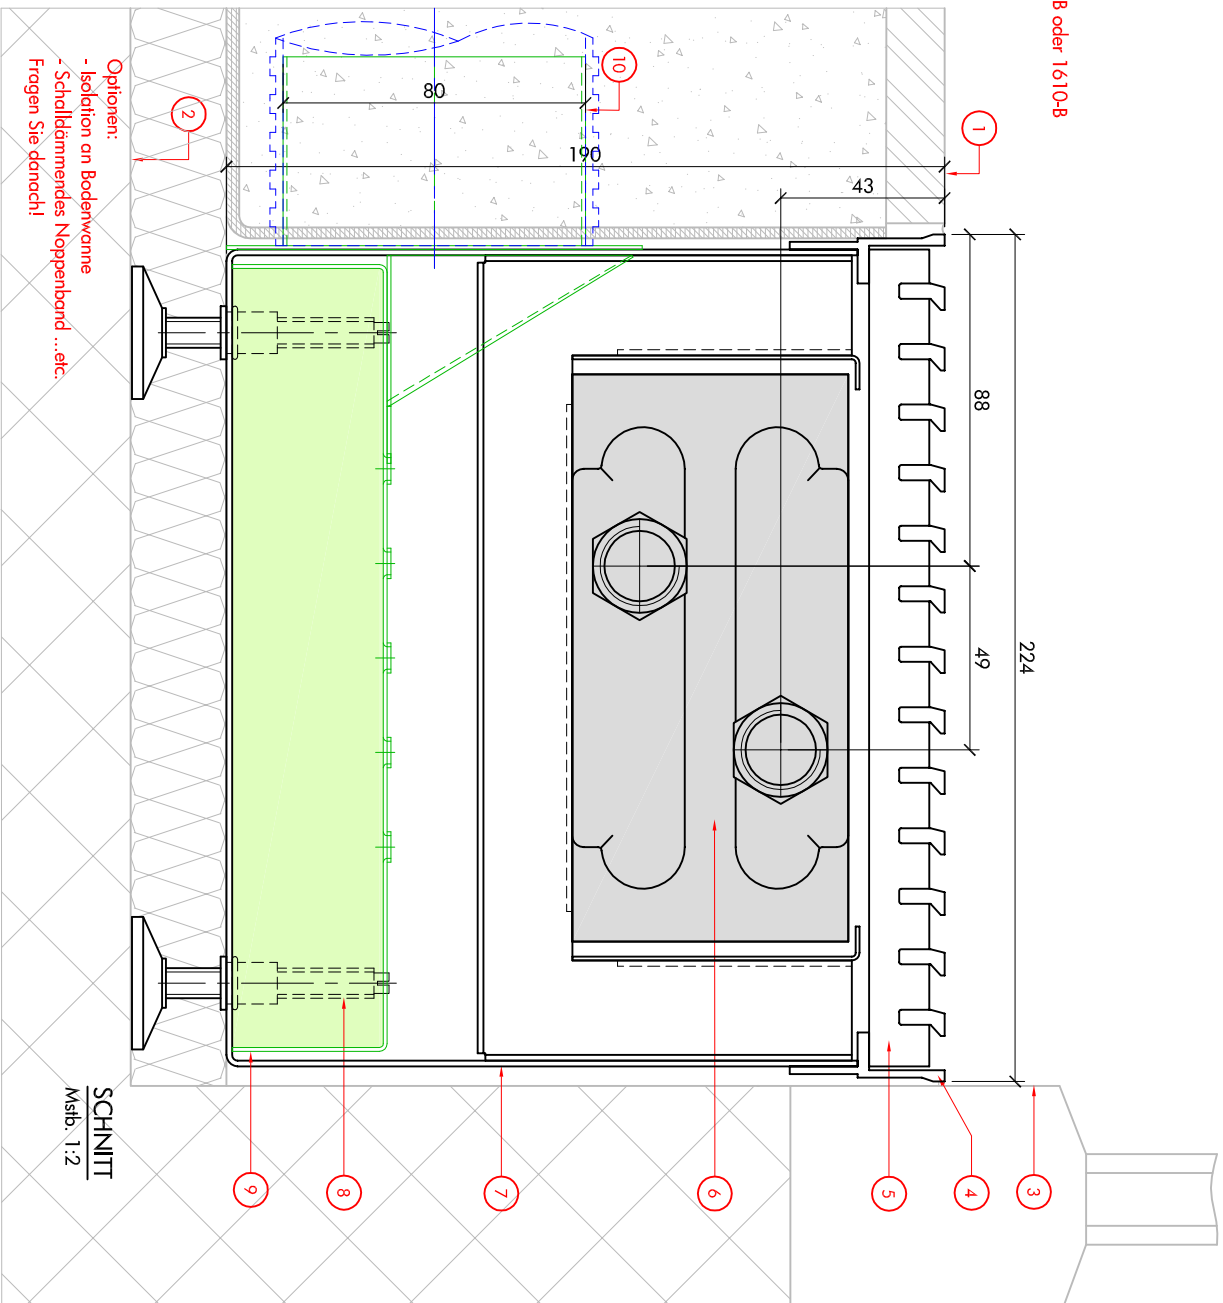 B oder 1610-B
1
10
2
80
190
43
88
49
224
Optionen:
- Isolation an Bodenwanne
- Schalldämmendes Noppenband ...etc.
Fragen Sie danach!
3
4
5
6
7
8
9
SCHNITT
Mstb. 1:2